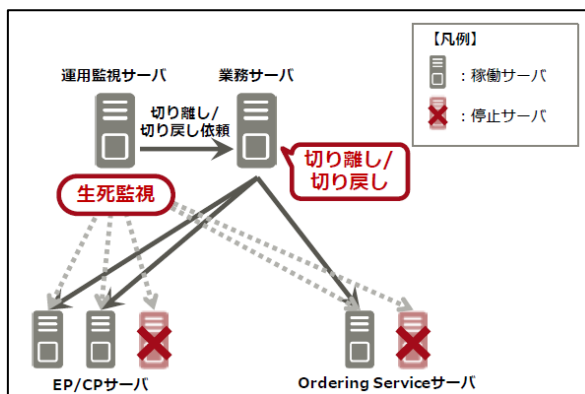 【凡例】
：稼働サーバ
：停止サーバ
運用監視サーバ
業務サーバ
切り離し/
切り戻し依頼
切り離し/
切り戻し
生死監視
EP/CPサーバ
Ordering Serviceサーバ